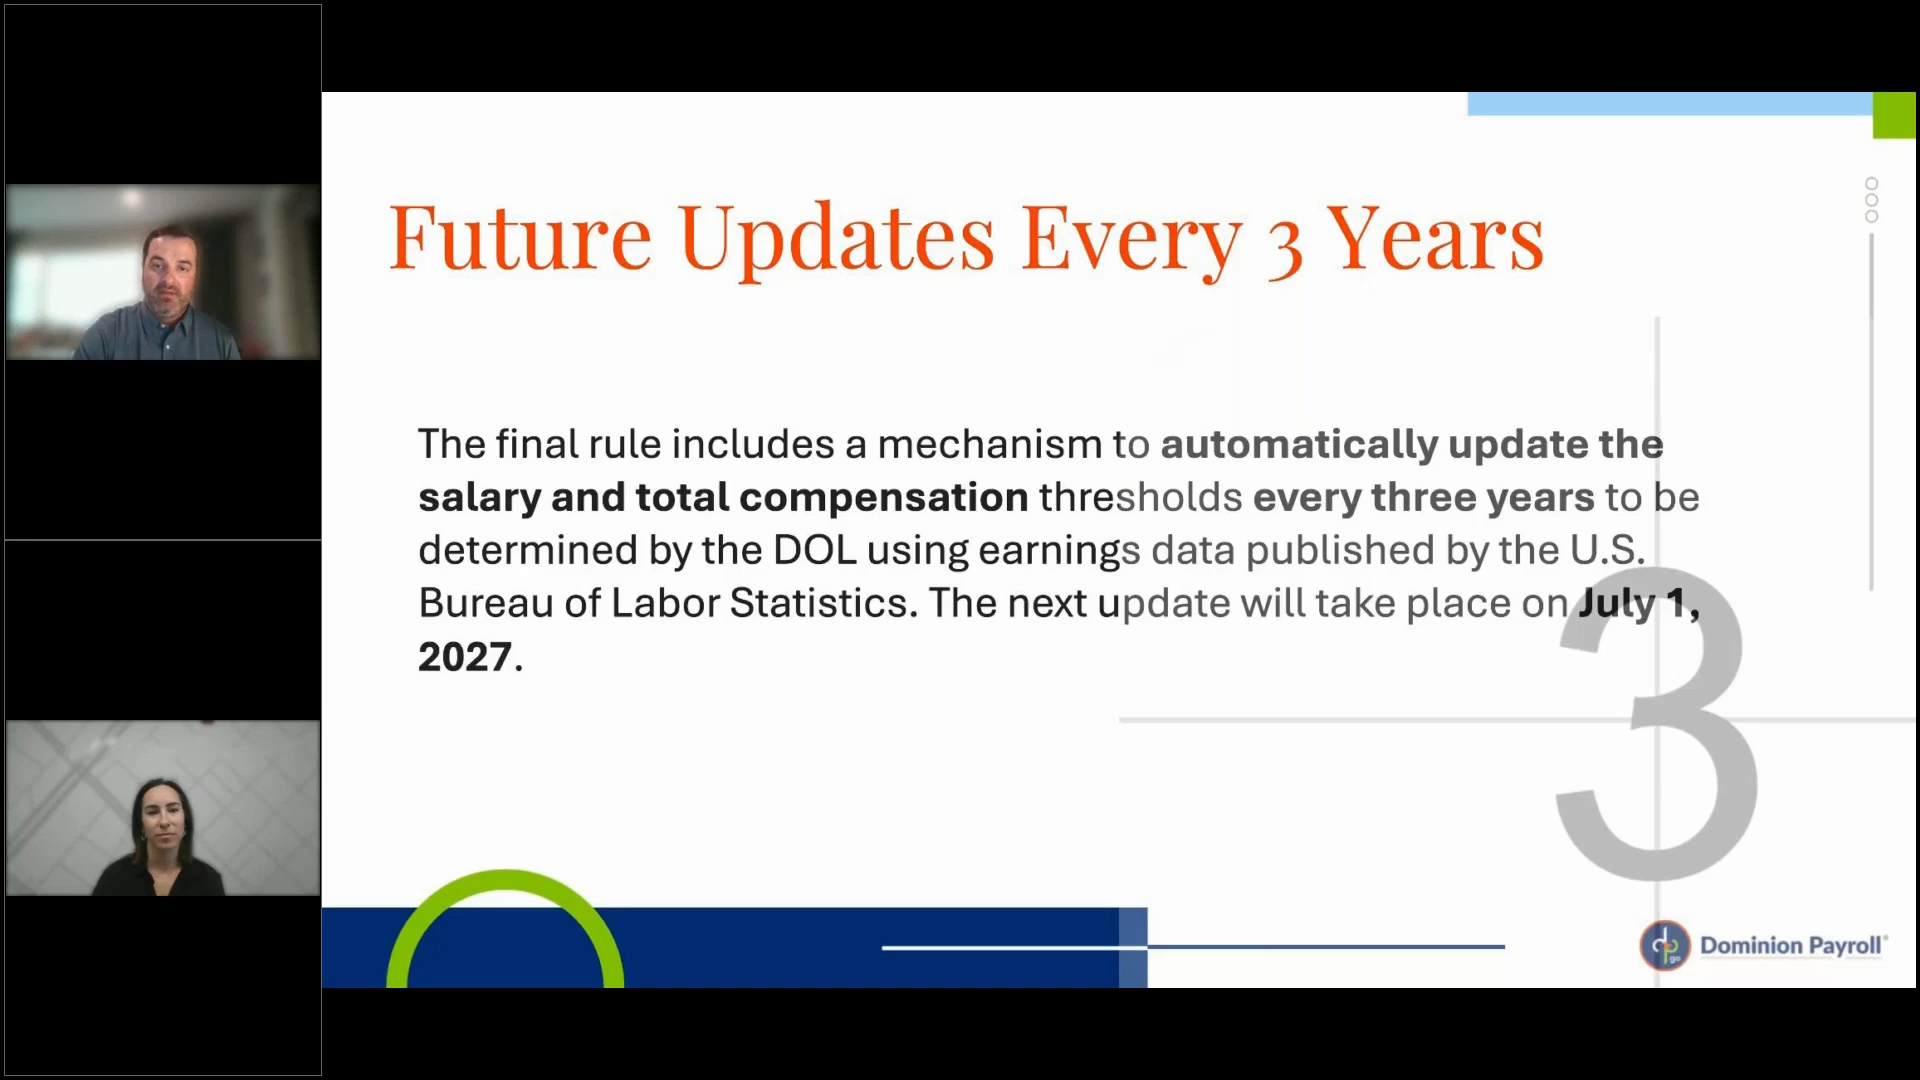 Future Updates Every 3 Years
The final rule includes a mechanism to automatically update the
salary and total compensation thresholds every three years to be
determined by the DOL using earnings data published by the U.S.
Bureau of Labor Statistics. The next update will take place on July 1,
2027.
3
dp go Dominion Payroll®